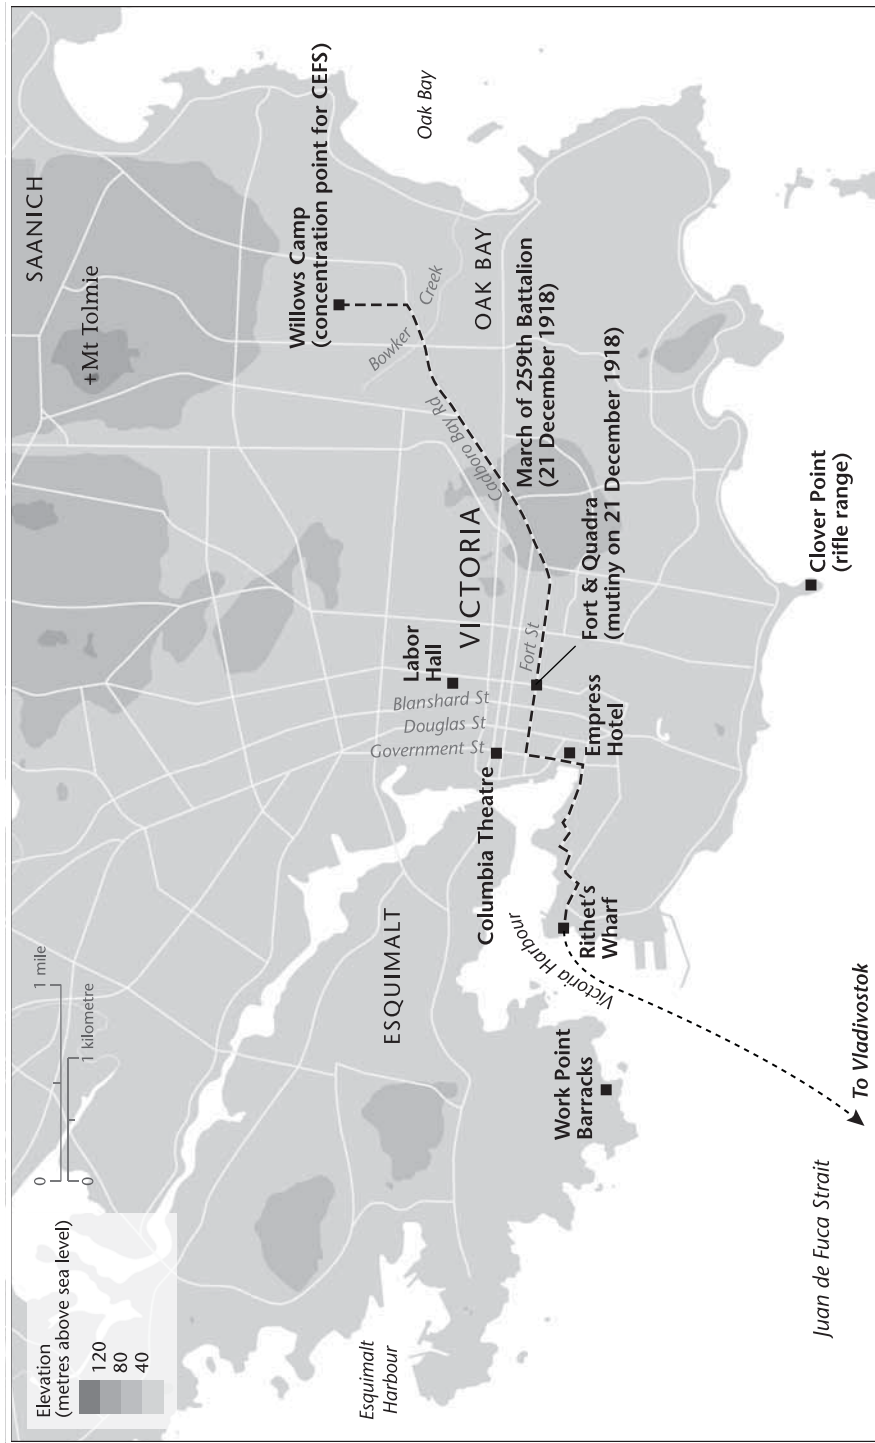 Elevation
(metres above sea level)
120
80
40
0
1 mile
0
1 kilometre
SAANICH
+Mt Tolmie
Willows Camp
(concentration point for CEFS)
Oak Bay
Bowker Creek
OAK BAY
Cadboro Bay Rd
March of 259th Battalion
(21 December 1918)
VICTORIA
Fort St
Fort & Quadra
(mutiny on 21 December 1918)
Labor
Hall
Blanshard St
Douglas St
Government St
Columbia Theatre
Empress
Hotel
Clover Point
(rifle range)
ESQUIMALT
Victoria Harbour
Rithet's
Wharf
Work Point
Barracks
Esquimalt
Harbour
Juan de Fuca Strait
To Vladivostok